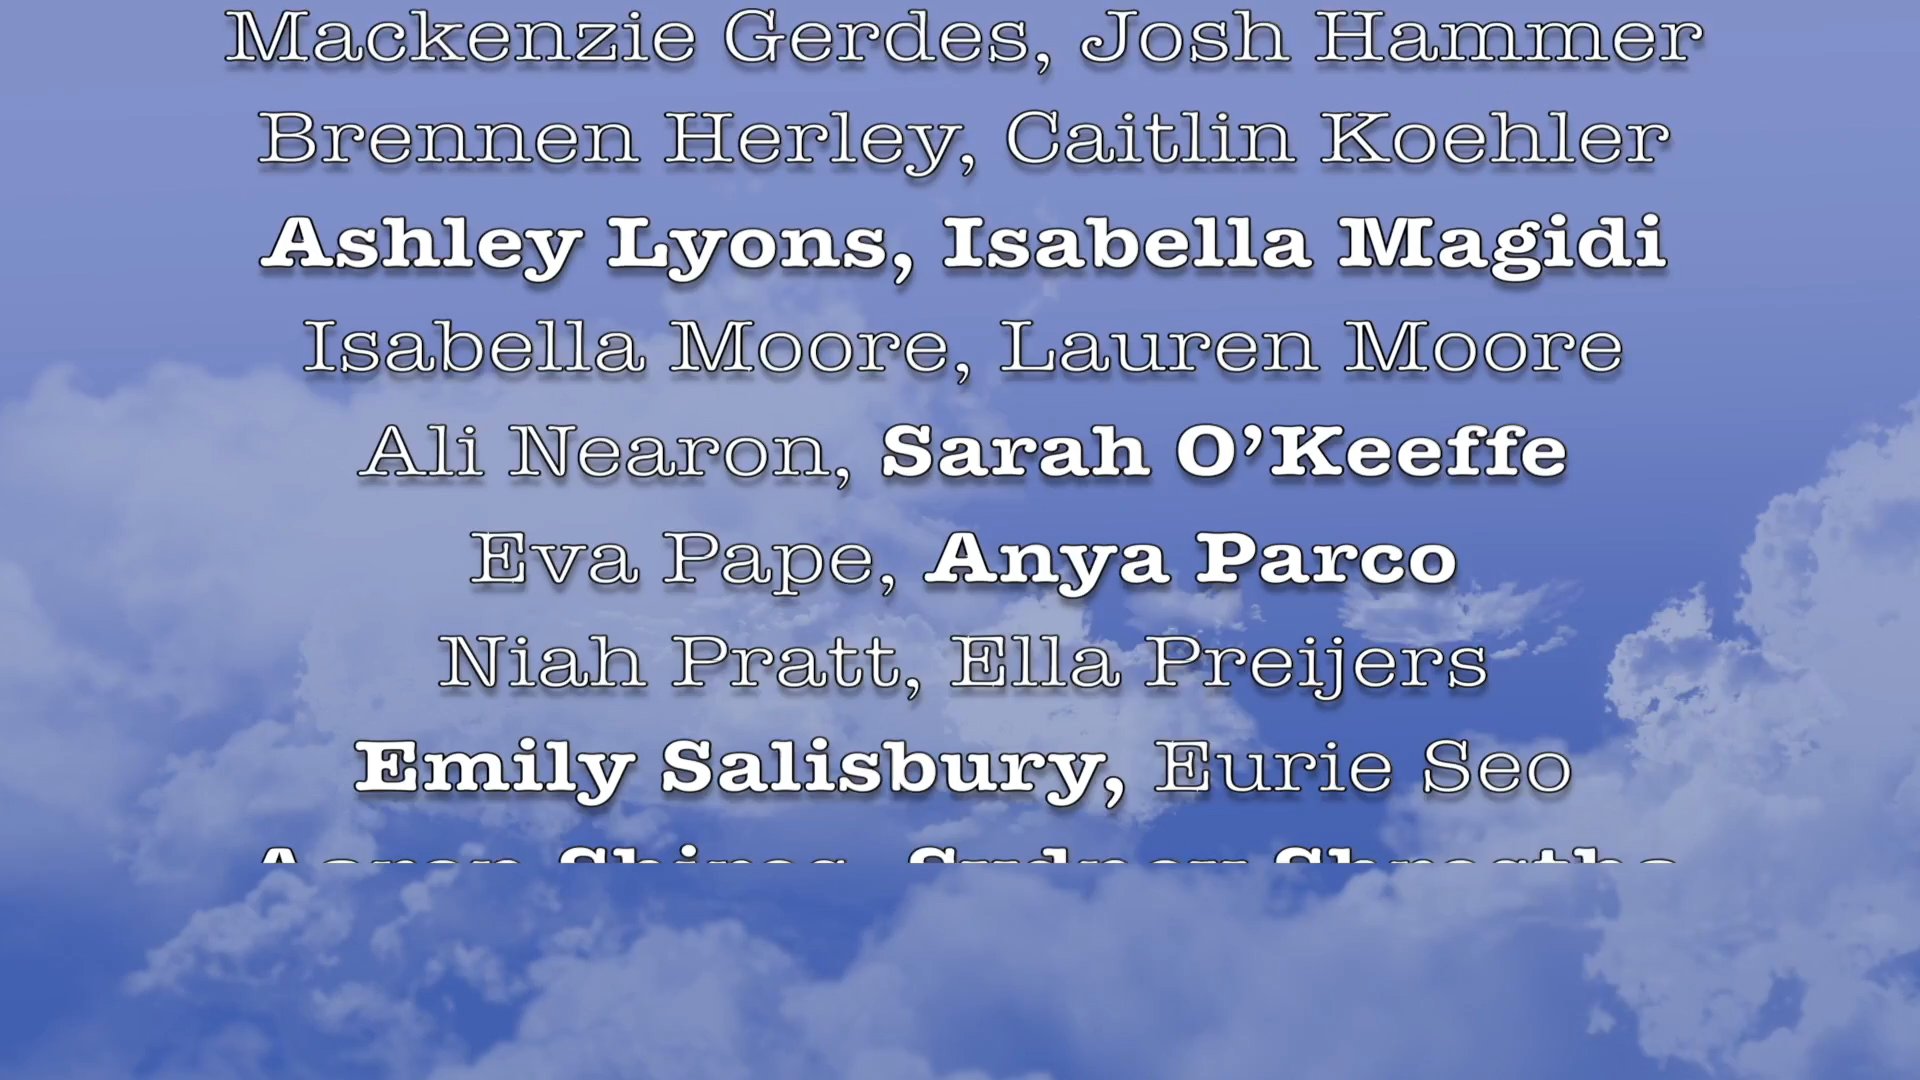 Mackenzie Gerdes, Josh Hammer
Brennen Herley, Caitlin Koehler
Ashley Lyons, Isabella Magidi
Isabella Moore, Lauren Moore
Ali Nearon, Sarah O’Keeffe
Eva Pape, Anya Parco
Niah Pratt, Ella Preijers
Emily Salisbury, Eurie Seo